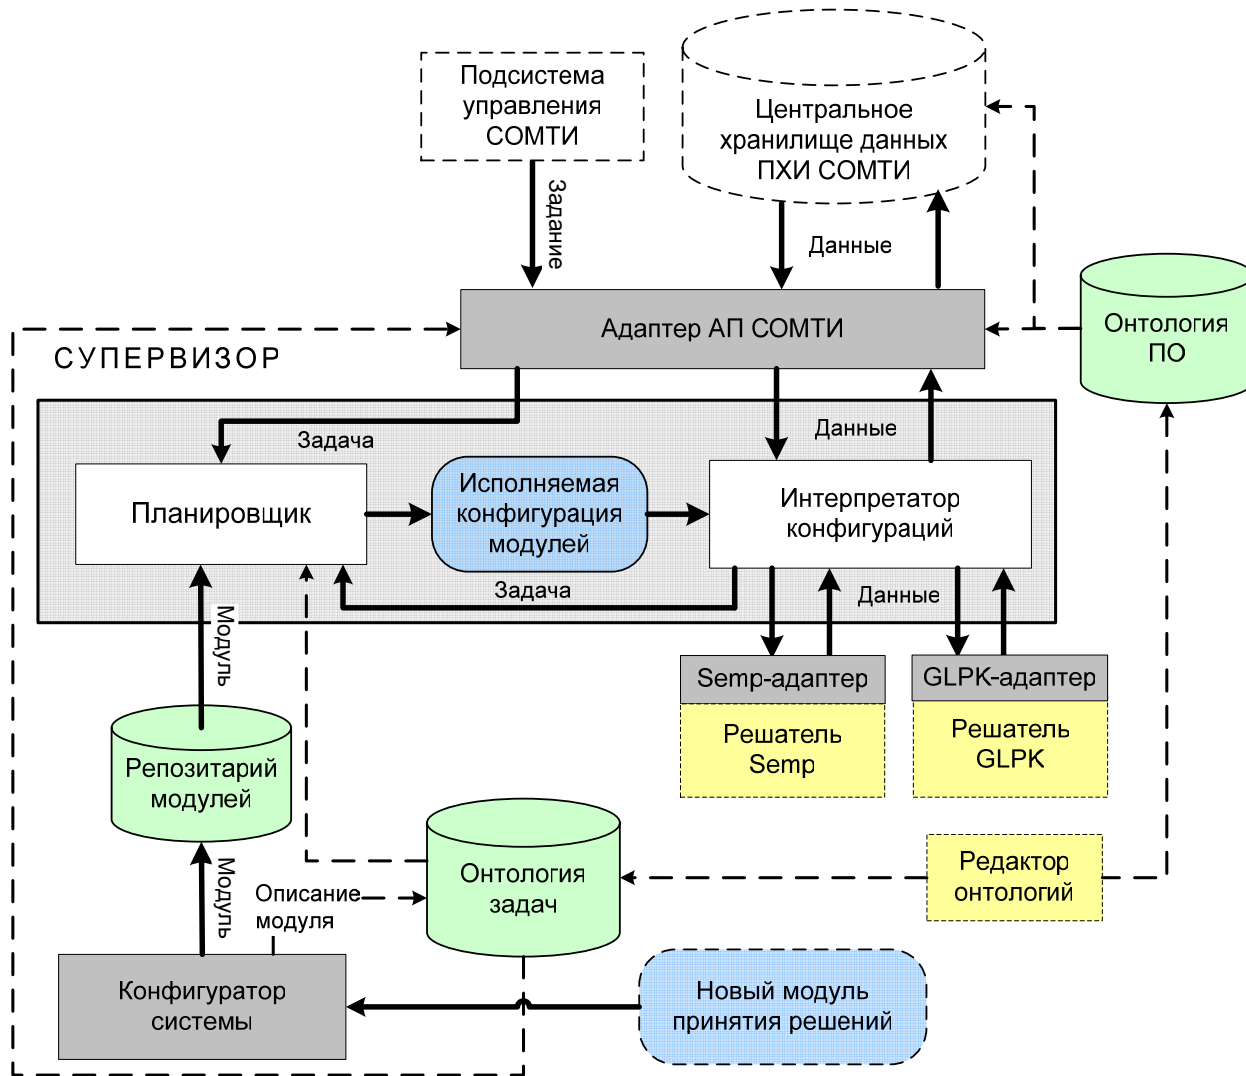 Подсистема
управления
СОМТИ
Центральное
хранилище данных
ПХИ СОМТИ
Задание
Данные
Адаптер АП СОМТИ
Онтология
ПО
СУПЕРВИЗОР
Задача
Данные
Планировщик
Исполняемая
конфигурация
модулей
Интерпретатор
конфигураций
Задача
Данные
Модуль
Semp-адаптер
GLPK-адаптер
Решатель
Semp
Решатель
GLPK
Репозитарий
модулей
Модуль
Описание
модуля
Онтология
задач
Редактор
онтологий
Конфигуратор
системы
Новый модуль
принятия решений